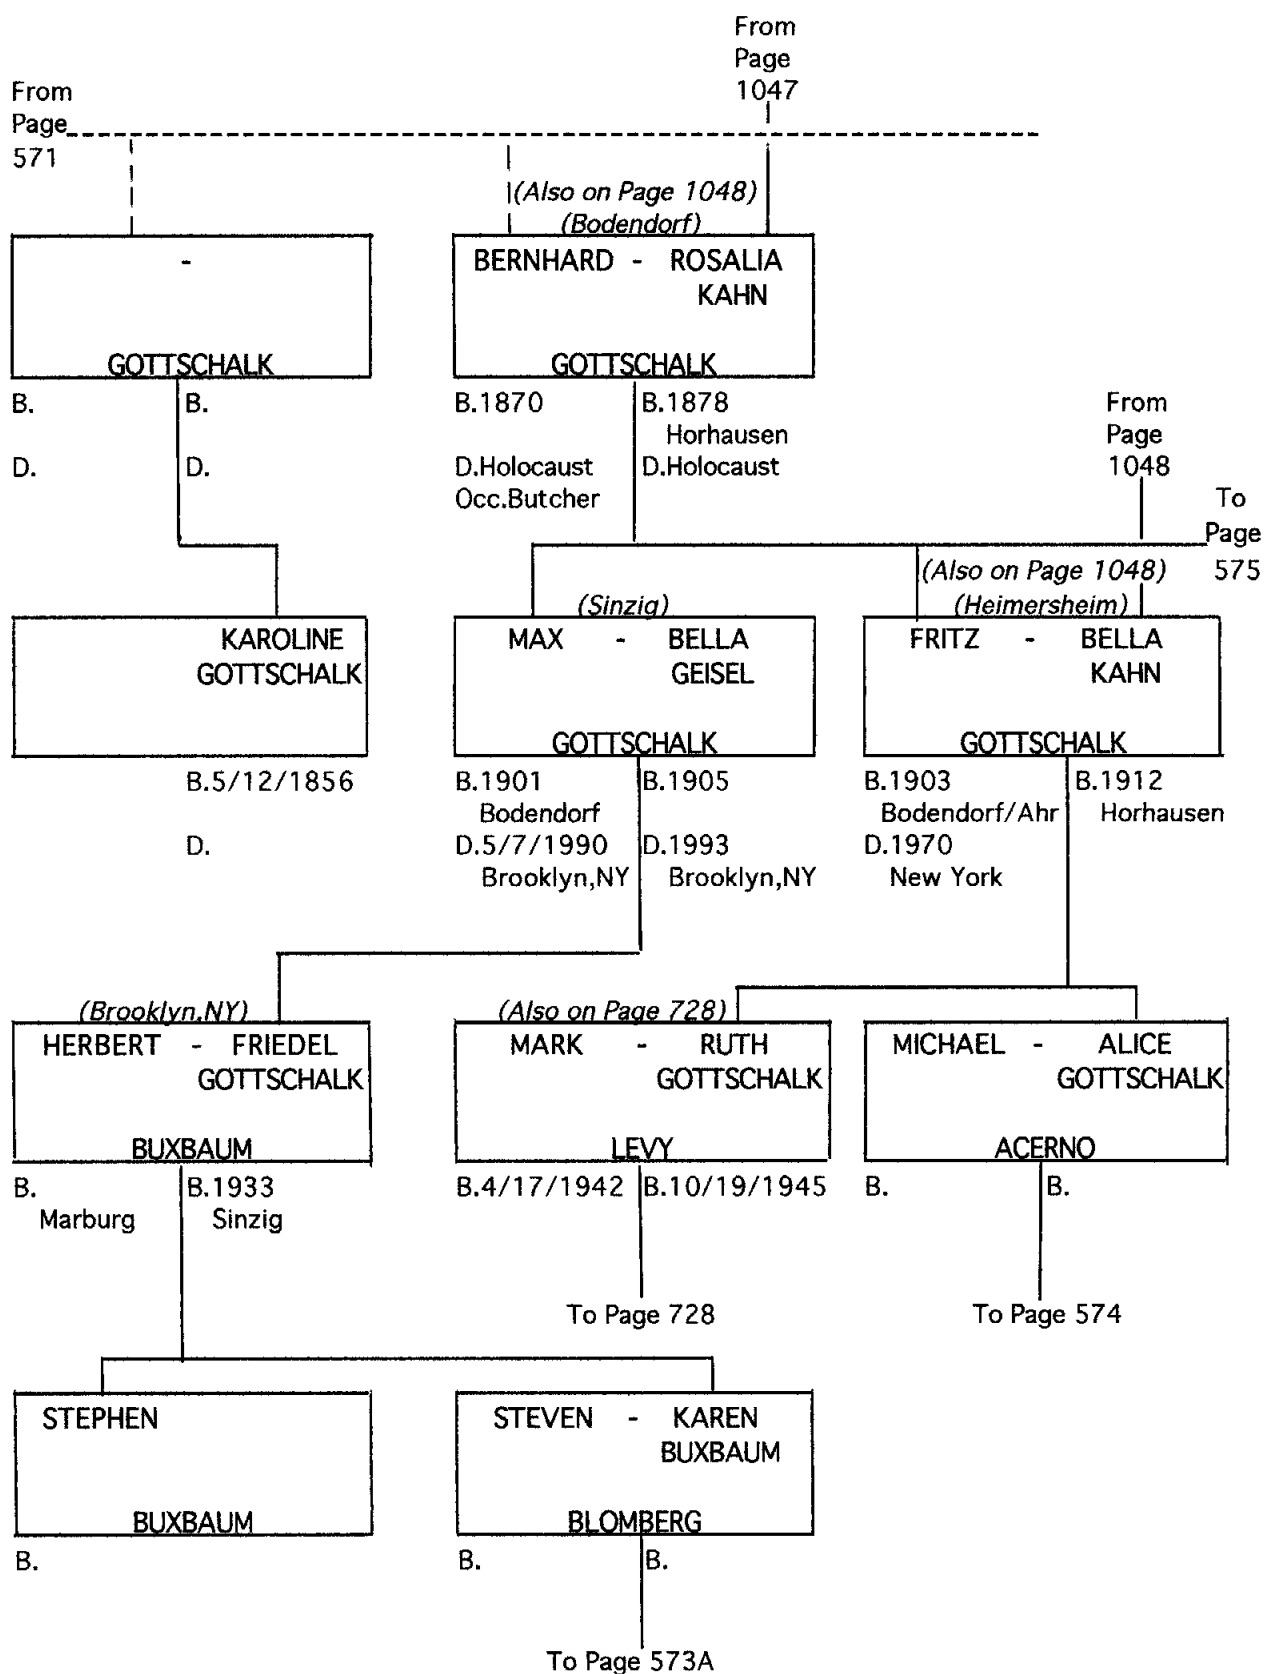 From
Page
1047
From
Page
571
(Also on Page 1048)
(Bodendorf)
-
GOTTSCHALK
BERNHARD - ROSALIA
KAHN
GOTTSCHALK
B. B.
D. D.
B.1870 B.1878
Horhausen
D.Holocaust D.Holocaust
Occ.Butcher
From
Page
1048
To
Page
575
(Also on Page 1048)
(Sinzig)
(Heimersheim)
KAROLINE
GOTTSCHALK
MAX - BELLA
GEISEL
GOTTSCHALK
FRITZ - BELLA
KAHN
GOTTSCHALK
B.5/12/1856
D.
B.1901 B.1905
Bodendorf
D.5/7/1990 D.1993
Brooklyn,NY Brooklyn,NY
B.1903 B.1912
Bodendorf/Ahr Horhausen
D.1970
New York
(Brooklyn,NY)
(Also on Page 728)
HERBERT - FRIEDEL
GOTTSCHALK
BUXBAUM
MARK - RUTH
GOTTSCHALK
LEVY
MICHAEL - ALICE
GOTTSCHALK
ACERNO
B. B.1933
Marburg Sinzig
B.4/17/1942 B.10/19/1945
B. B.
To Page 728
To Page 574
STEPHEN
BUXBAUM
STEVEN - KAREN
BUXBAUM
BLOMBERG
B.
B. B.
To Page 573A